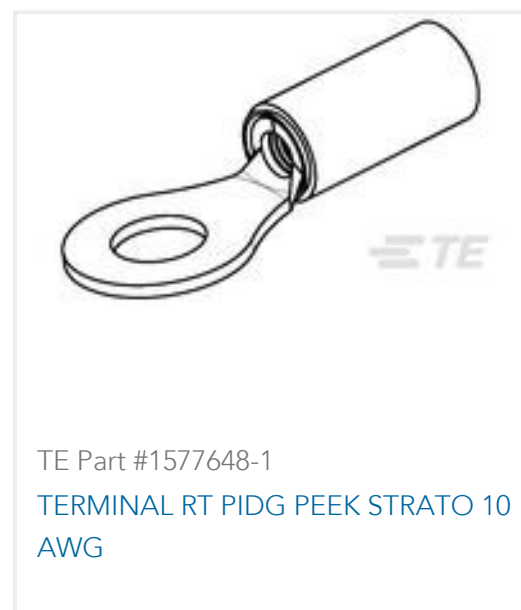 TE
TE Part #1577648-1
TERMINAL RT PIDG PEEK STRATO 10
AWG